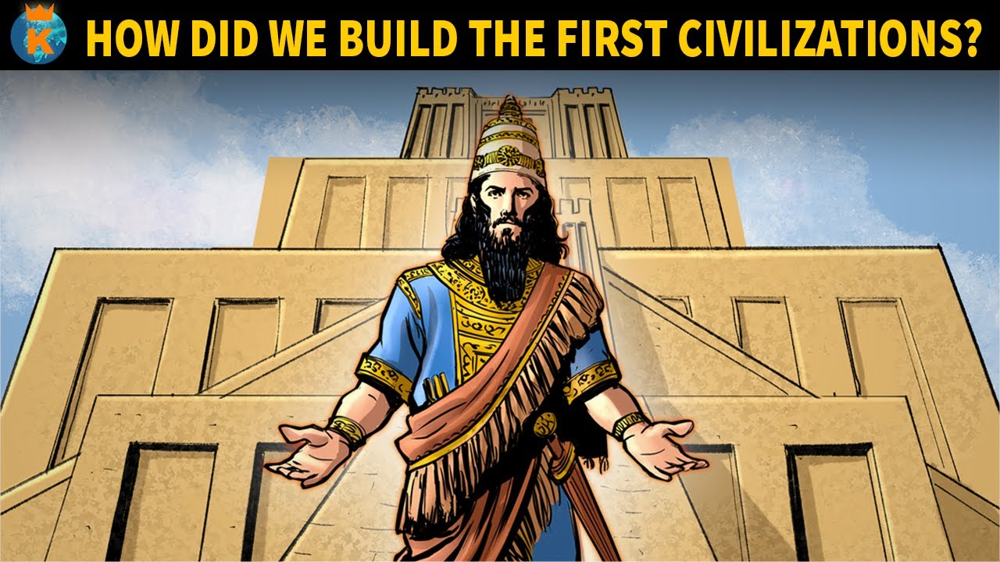 K
HOW DID WE BUILD THE FIRST CIVILIZATIONS?